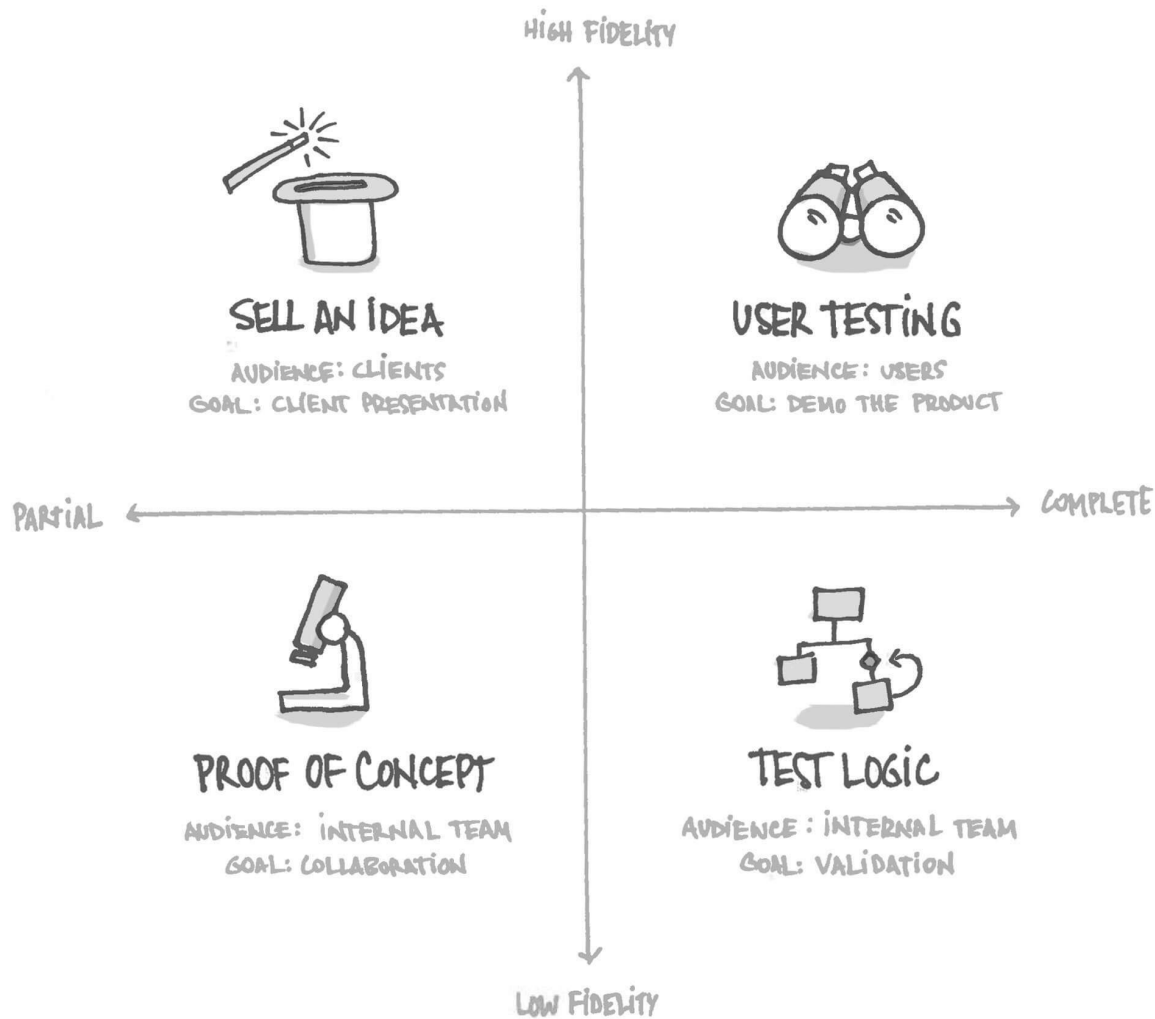 HIGH FIDELITY
SELL AN IDEA
AUDIENCE: CLIENTS
GOAL: CLIENT PRESENTATION
USER TESTING
AUDIENCE: USERS
GOAL: DEMO THE PRODUCT
PARTIAL
COMPLETE
PROOF OF CONCEPT
AUDIENCE: INTERNAL TEAM
GOAL: COLLABORATION
TEST LOGIC
AUDIENCE: INTERNAL TEAM
GOAL: VALIDATION
LOW FIDELITY